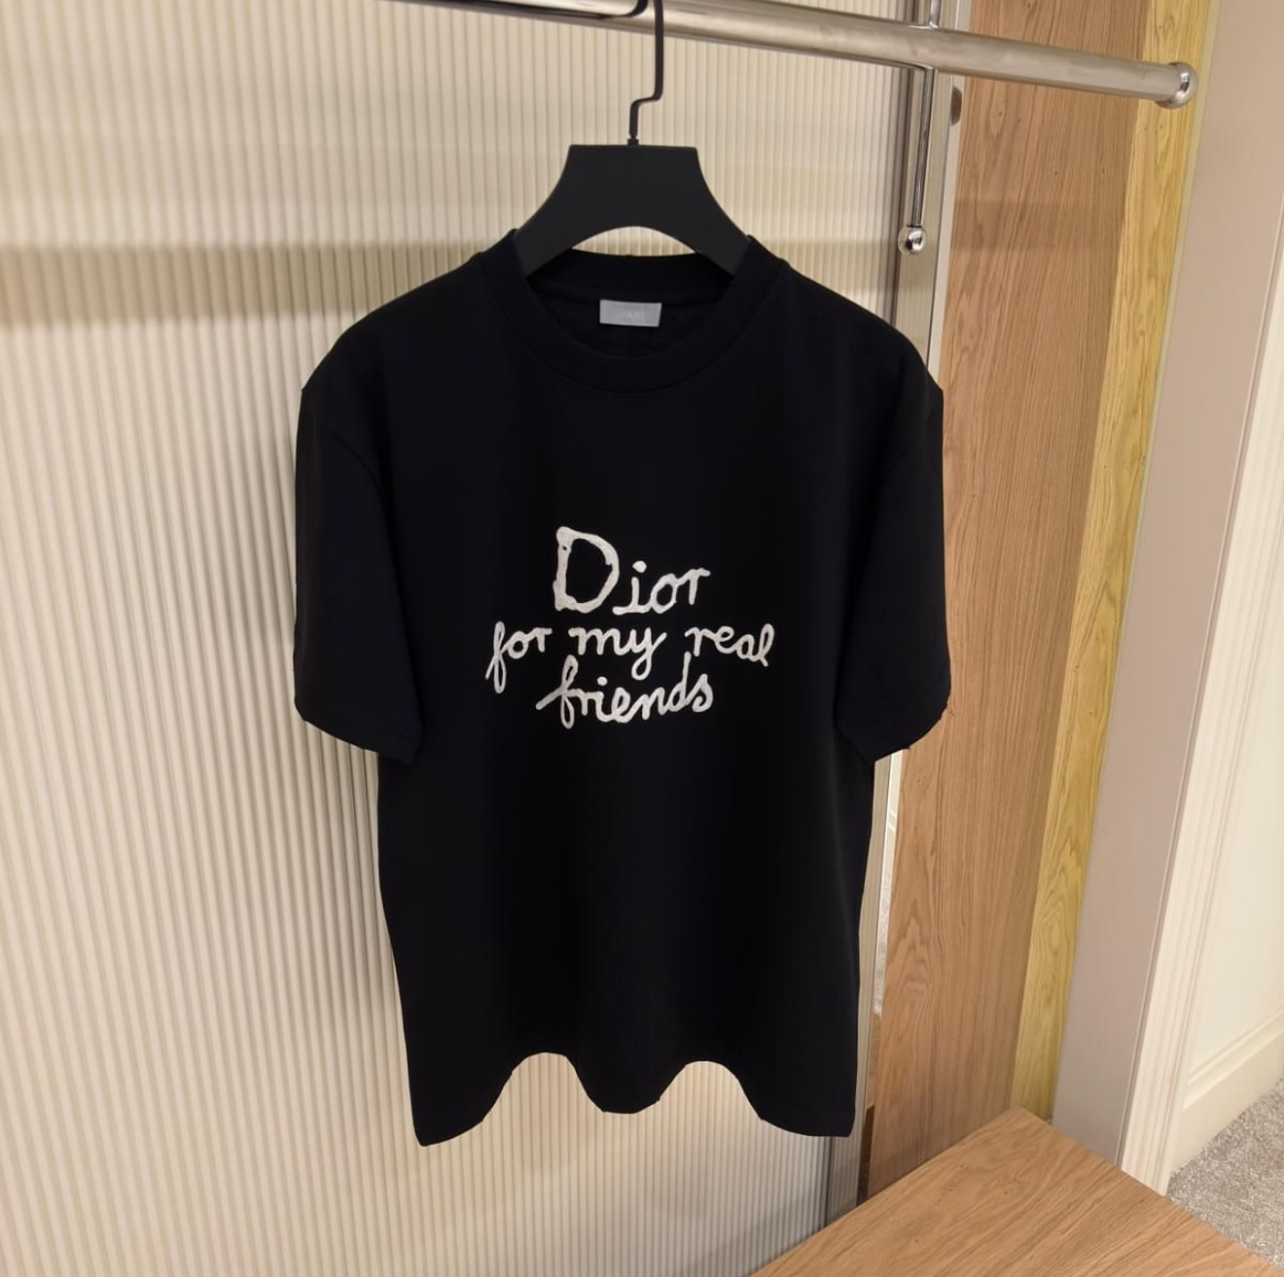 Dior
for my real
friends